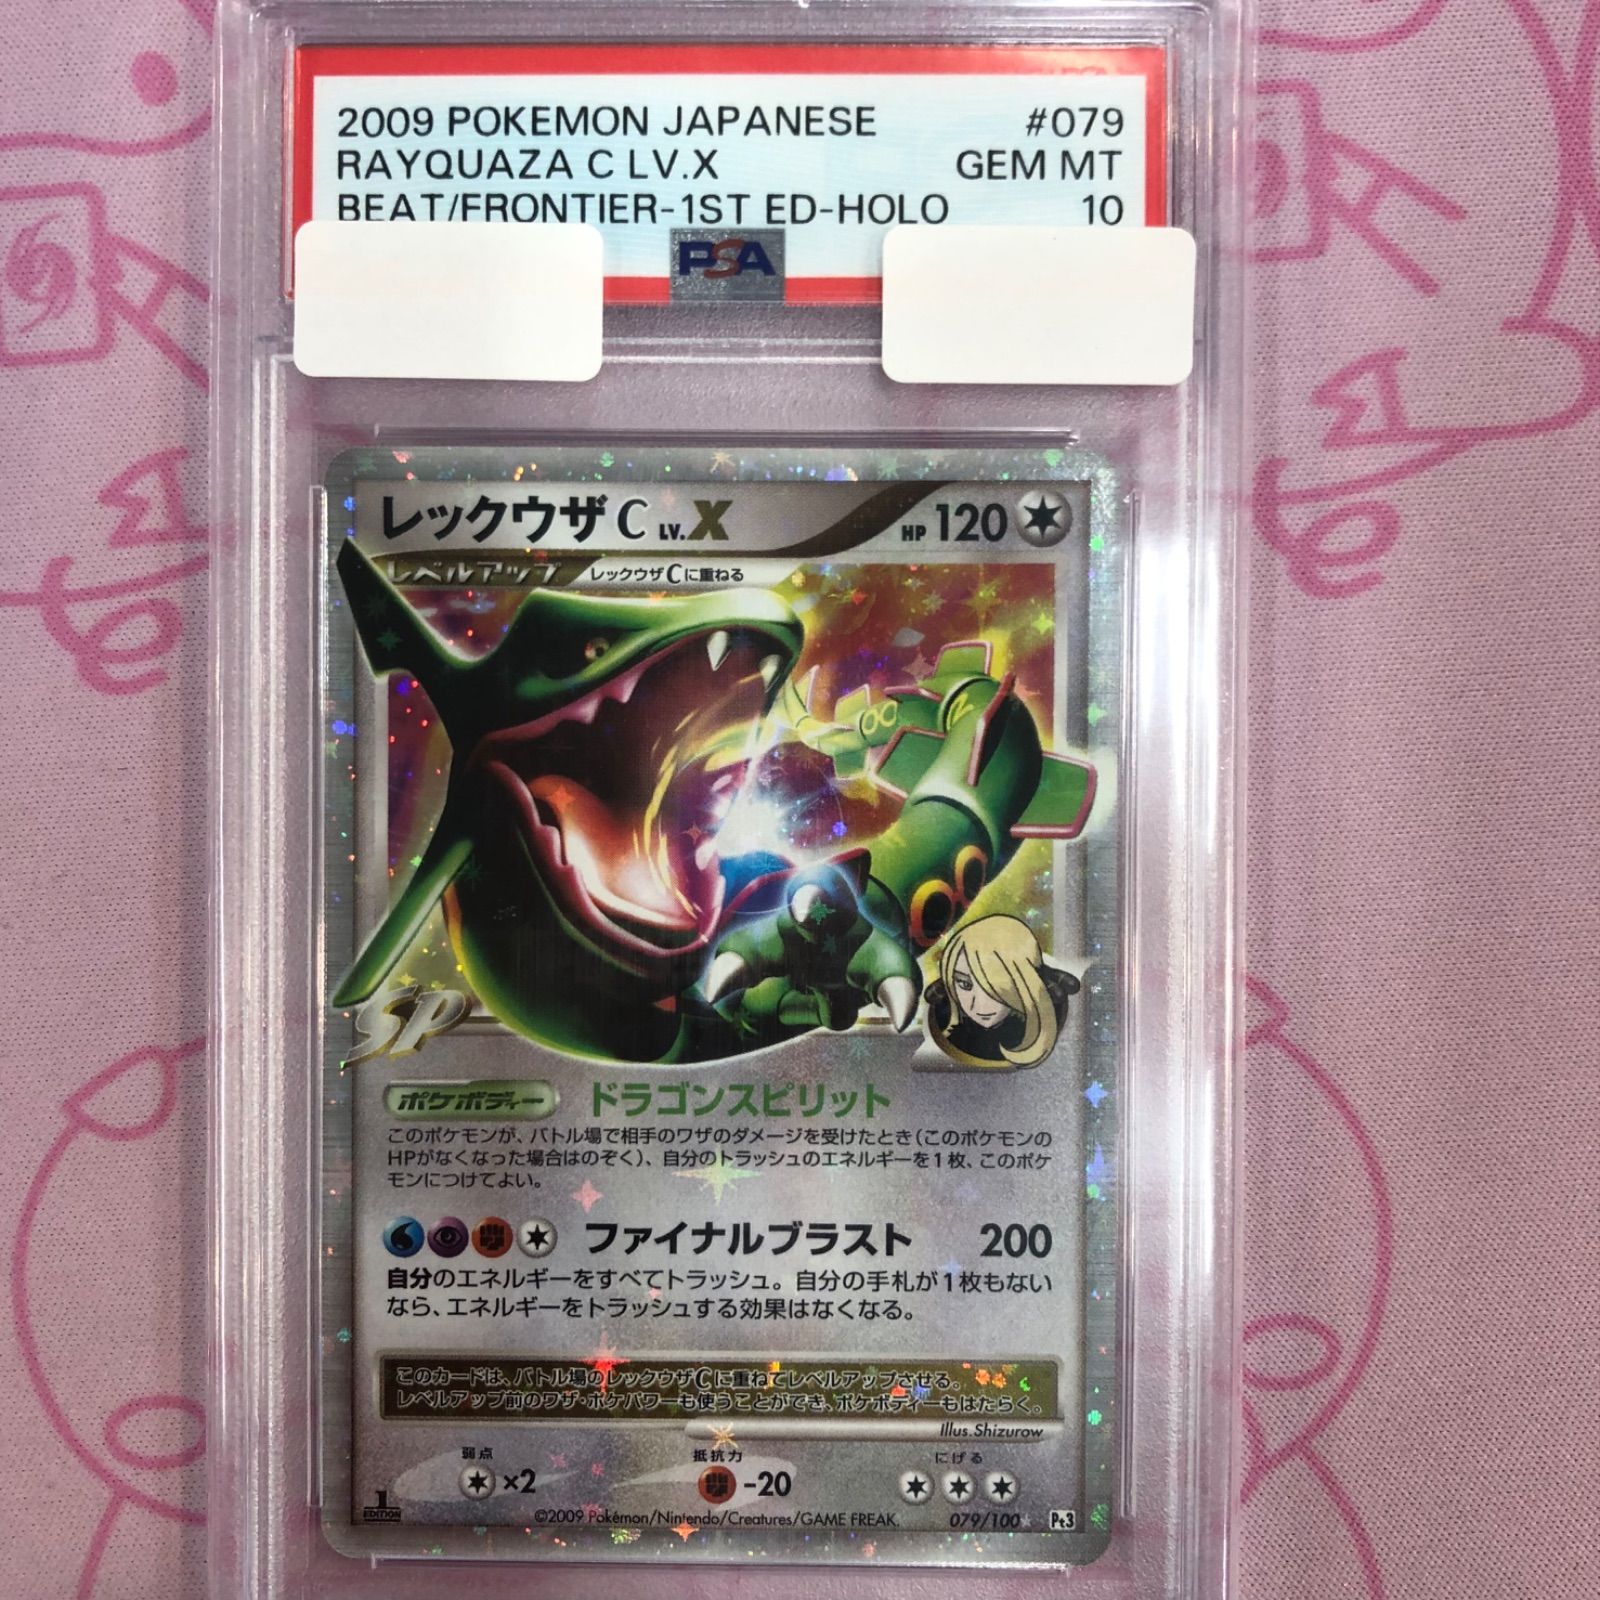 2009 POKEMON JAPANESE #079
RAYQUAZA C LV.X GEM MT
BEAT/FRONTIER-1ST ED-HOLO 10
PSA
レックウザ C LV.X HP 120
レベルアップ レックウザCに重ねる
SP
ポケボディー ドラゴンスピリット
このポケモンが、バトル場で相手のワザのダメージを受けたとき(このポケモンの
HPがなくなった場合はのぞく)、自分のトラッシュのエネルギーを1枚、このポケ
モンにつけてよい。
ファイナルブラスト 200
自分のエネルギーをすべてトラッシュ。自分の手札が1枚もない
なら、エネルギーをトラッシュする効果はなくなる。
このカードは、バトル場のレックウザCに重ねてレベルアップさせる。
レベルアップ前のワザ・ポケパワーも使うことができ、ポケボディーもはたらく。
Illus.Shizurow
弱点 抵抗力 にげる
×2 -20
1 EDITION
©2009 Pokémon/Nintendo/Creatures/GAME FREAK. 079/100 Pt3